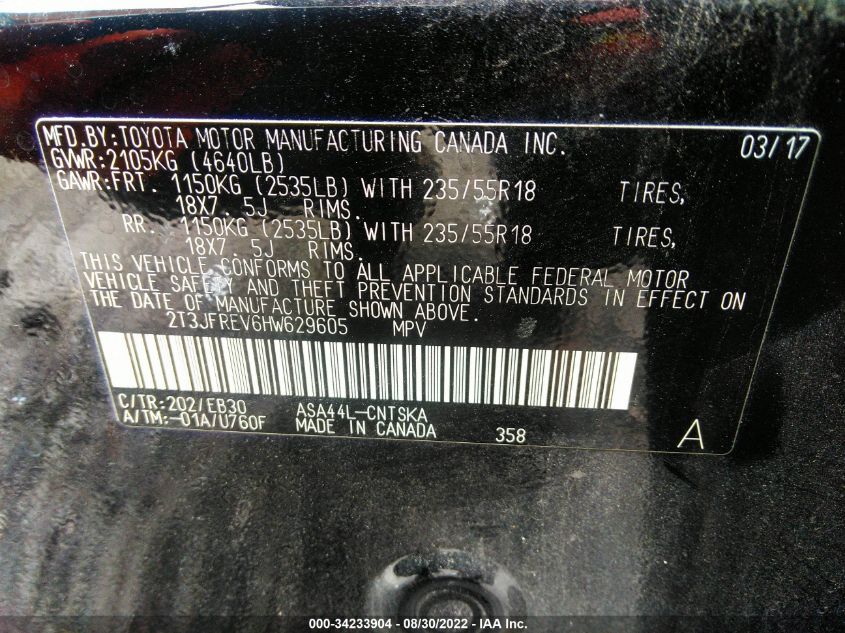 MFD.BY:TOYOTA MOTOR MANUFACTURING CANADA INC. 03/17
GVWR:2105KG (4640LB)
GAWR:FRT. 1150KG (2535LB) WITH 235/55R18 TIRES,
18X7. 5J RIMS.
RR. 1150KG (2535LB) WITH 235/55R18 TIRES,
18X7 5J RIMS.
THIS VEHICLE CONFORMS TO ALL APPLICABLE FEDERAL MOTOR
VEHICLE SAFETY AND THEFT PREVENTION STANDARDS IN EFFECT ON
THE DATE OF MANUFACTURE SHOWN ABOVE.
2T3JFREV6HW629605 MPV
C/TR:202/EB30 ASA44L-CNTSKA
A/TM:-01A/U760F MADE IN CANADA 358 A
000-34233904 - 08/30/2022 - IAA Inc.